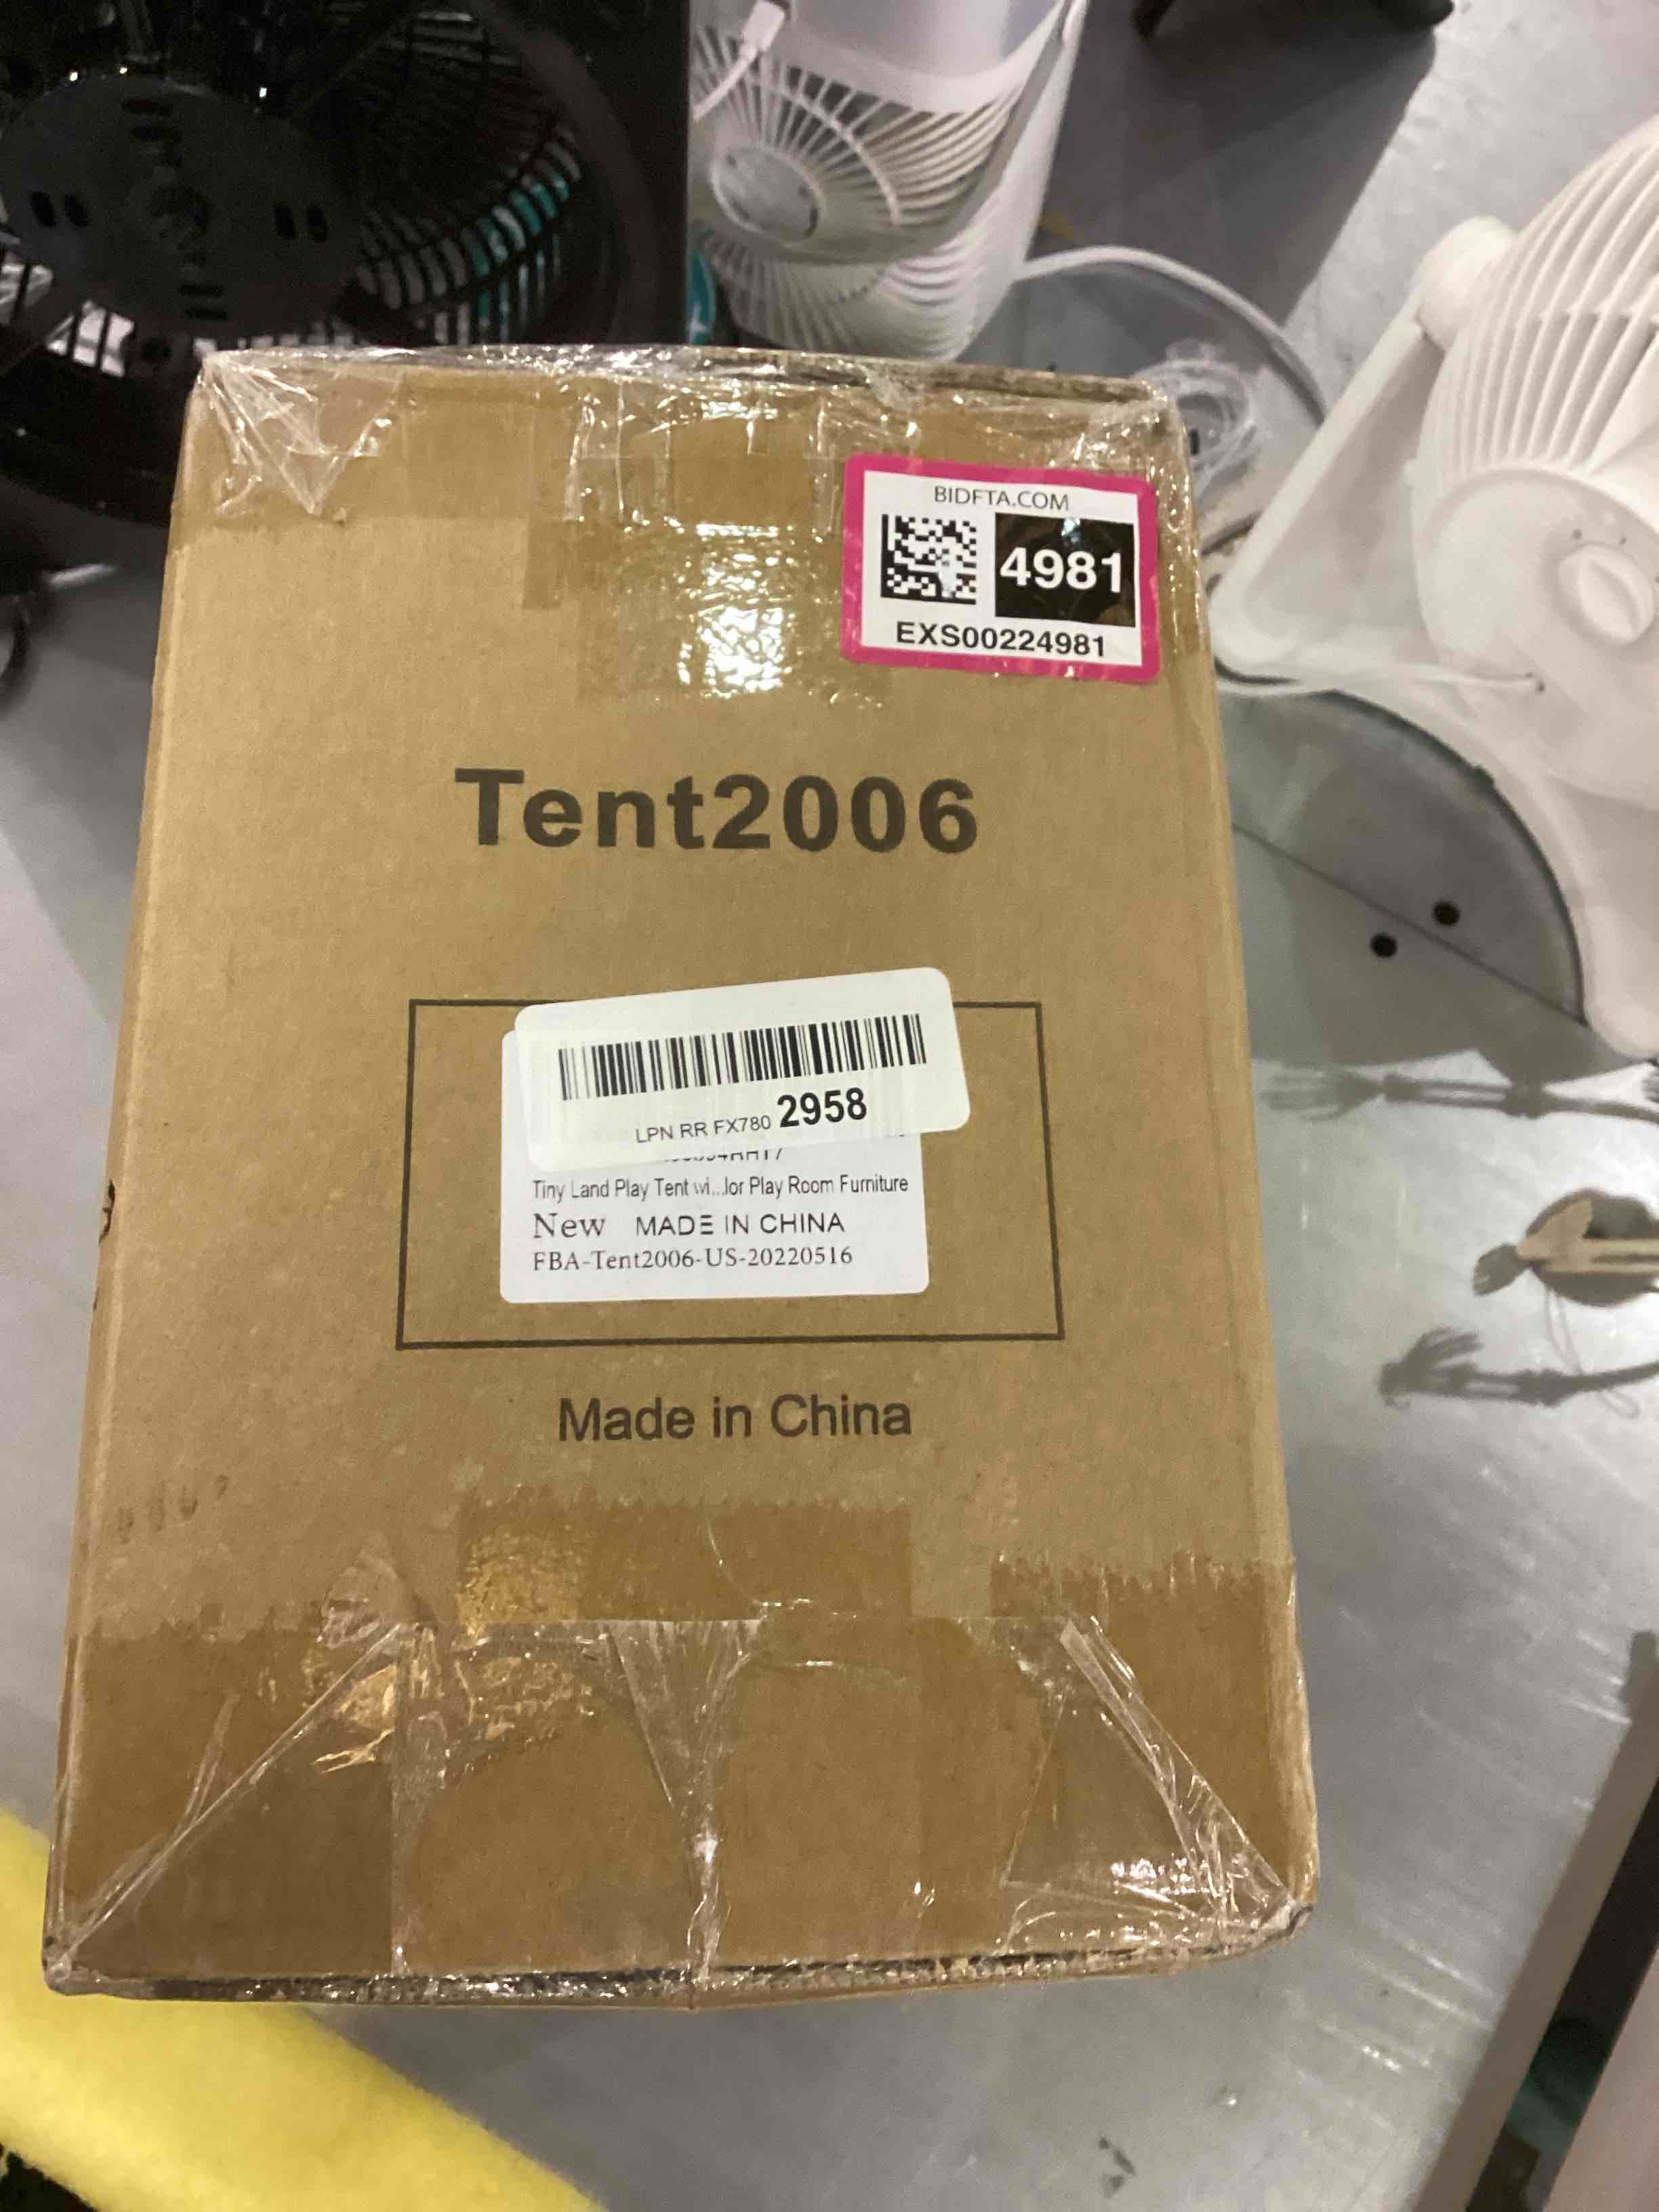 BIDFTA.COM
4981
EXS00224981
Tent2006
LPN RR FX780 2958
Tiny Land Play Tent wi...lor Play Room Furniture
New MADE IN CHINA
FBA-Tent2006-US-20220516
Made in China